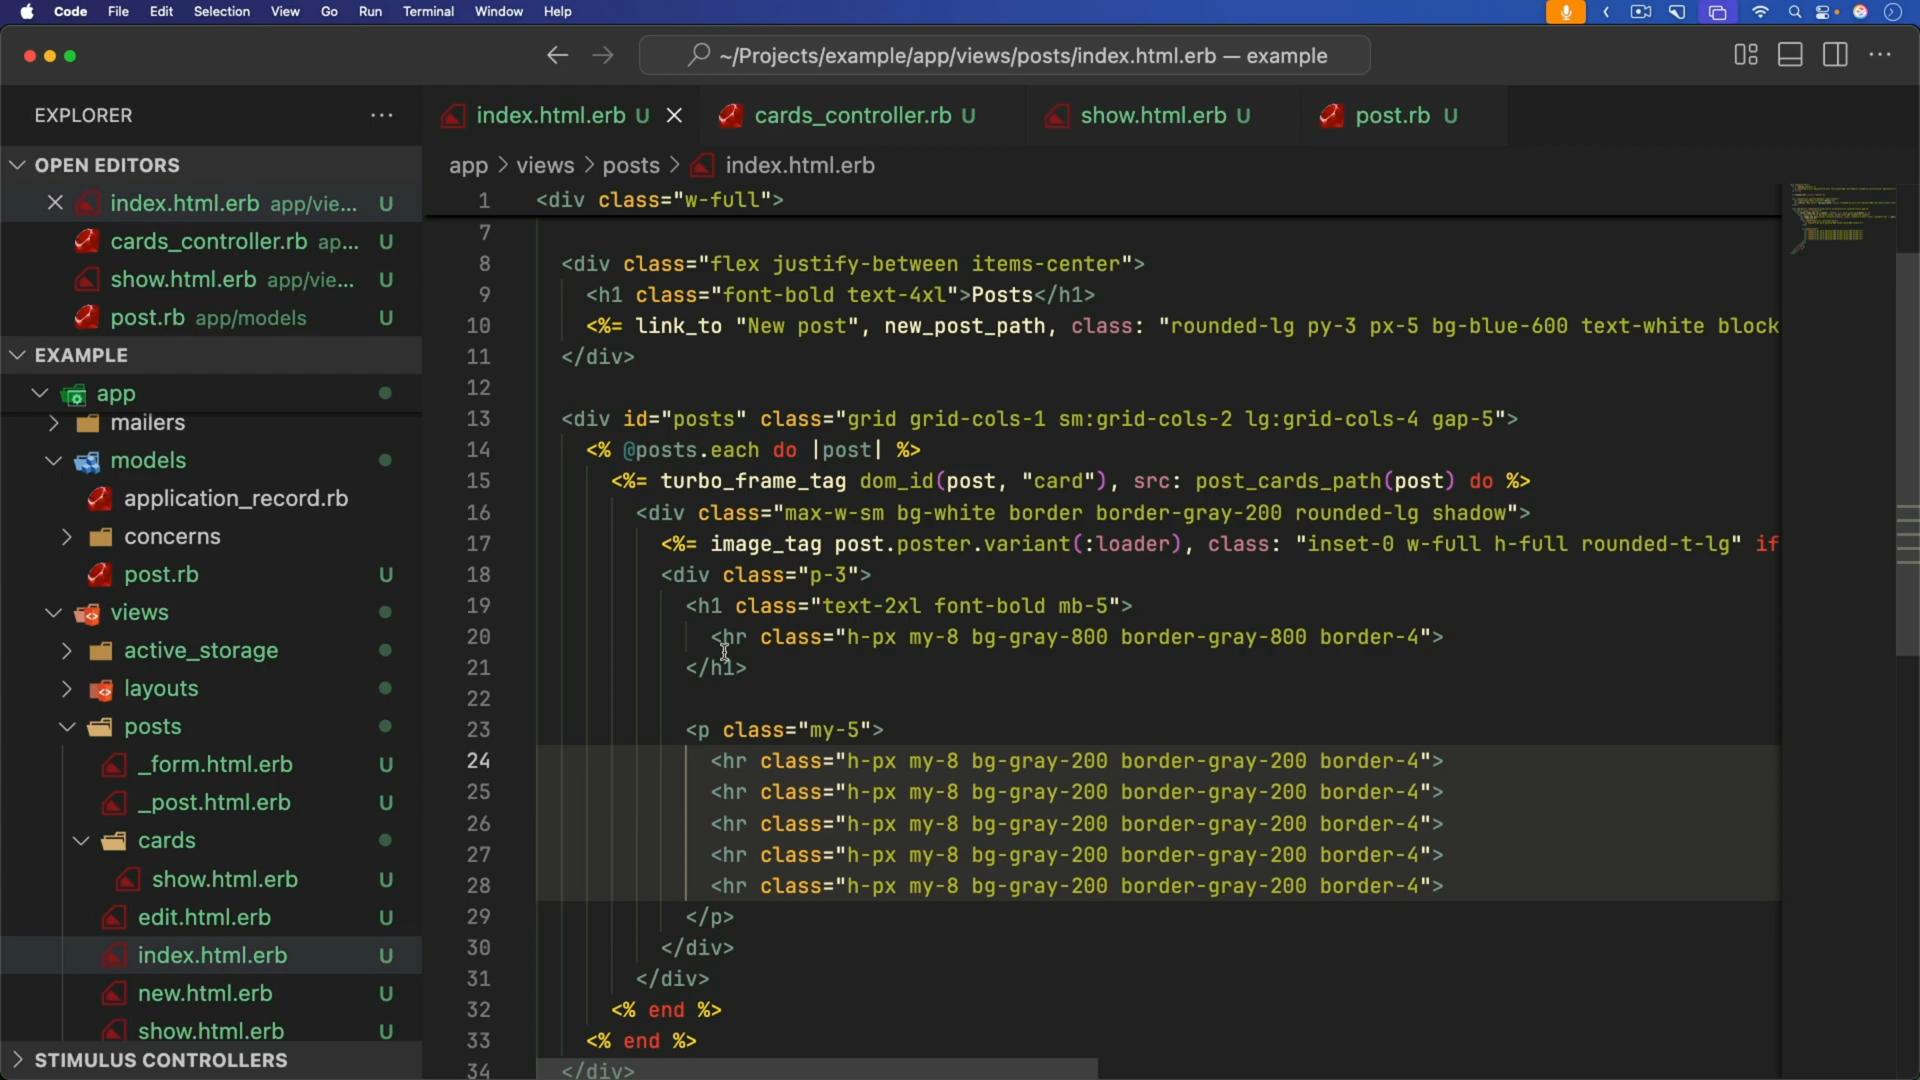 Code File Edit Selection View Go Run Terminal Window Help
~/Projects/example/app/views/posts/index.html.erb — example
EXPLORER
OPEN EDITORS
index.html.erb app/vie... U
cards_controller.rb ap... U
show.html.erb app/vie... U
post.rb app/models U
EXAMPLE
app
mailers
models
application_record.rb
concerns
post.rb U
views
active_storage
layouts
posts
_form.html.erb U
_post.html.erb U
cards
show.html.erb U
edit.html.erb U
index.html.erb U
new.html.erb U
show.html.erb U
STIMULUS CONTROLLERS
index.html.erb U cards_controller.rb U show.html.erb U post.rb U
app > views > posts > index.html.erb
1 <div class="w-full">
7
8 <div class="flex justify-between items-center">
9 <h1 class="font-bold text-4xl">Posts</h1>
10 <%= link_to "New post", new_post_path, class: "rounded-lg py-3 px-5 bg-blue-600 text-white block
11 </div>
12
13 <div id="posts" class="grid grid-cols-1 sm:grid-cols-2 lg:grid-cols-4 gap-5">
14 <% @posts.each do |post| %>
15 <%= turbo_frame_tag dom_id(post, "card"), src: post_cards_path(post) do %>
16 <div class="max-w-sm bg-white border border-gray-200 rounded-lg shadow">
17 <%= image_tag post.poster.variant(:loader), class: "inset-0 w-full h-full rounded-t-lg" if
18 <div class="p-3">
19 <h1 class="text-2xl font-bold mb-5">
20 <hr class="h-px my-8 bg-gray-800 border-gray-800 border-4">
21 </h1>
22
23 <p class="my-5">
24 <hr class="h-px my-8 bg-gray-200 border-gray-200 border-4">
25 <hr class="h-px my-8 bg-gray-200 border-gray-200 border-4">
26 <hr class="h-px my-8 bg-gray-200 border-gray-200 border-4">
27 <hr class="h-px my-8 bg-gray-200 border-gray-200 border-4">
28 <hr class="h-px my-8 bg-gray-200 border-gray-200 border-4">
29 </p>
30 </div>
31 </div>
32 <% end %>
33 <% end %>
34 </div>